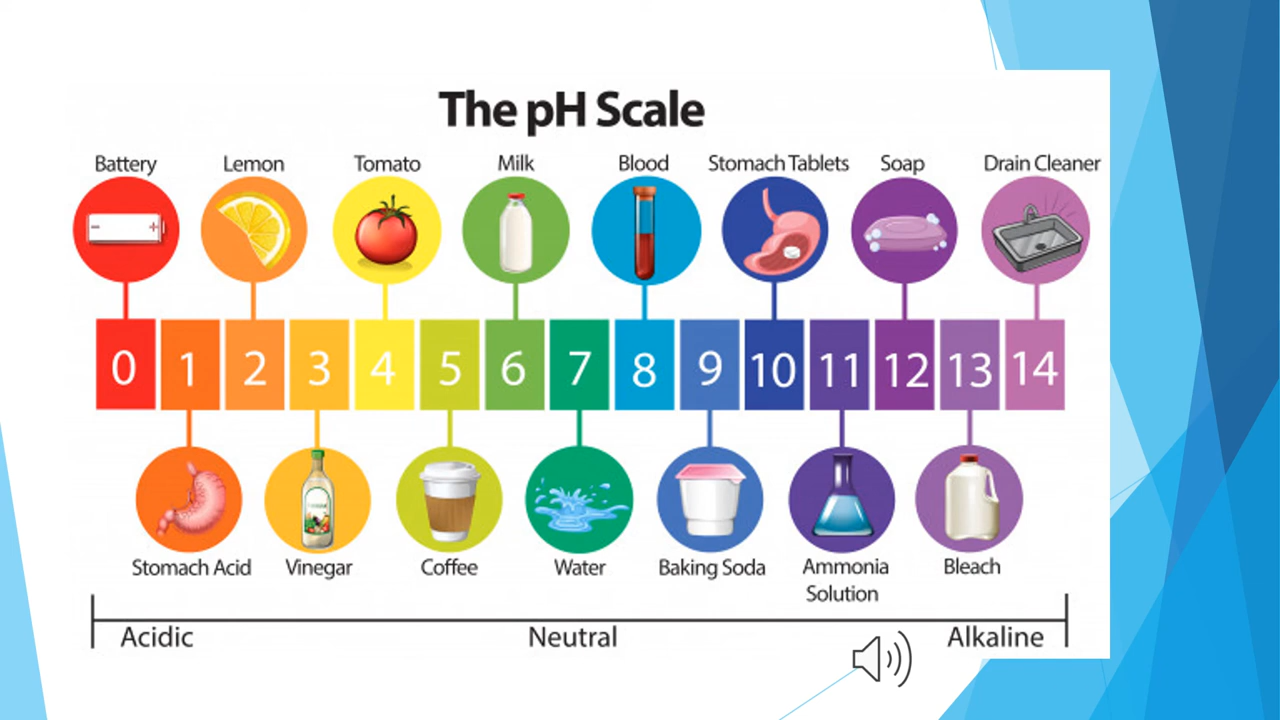 The pH Scale
Battery Lemon Tomato Milk Blood Stomach Tablets Soap Drain Cleaner
0 1 2 3 4 5 6 7 8 9 10 11 12 13 14
Stomach Acid Vinegar Coffee Water Baking Soda Ammonia Solution Bleach
Acidic Neutral Alkaline